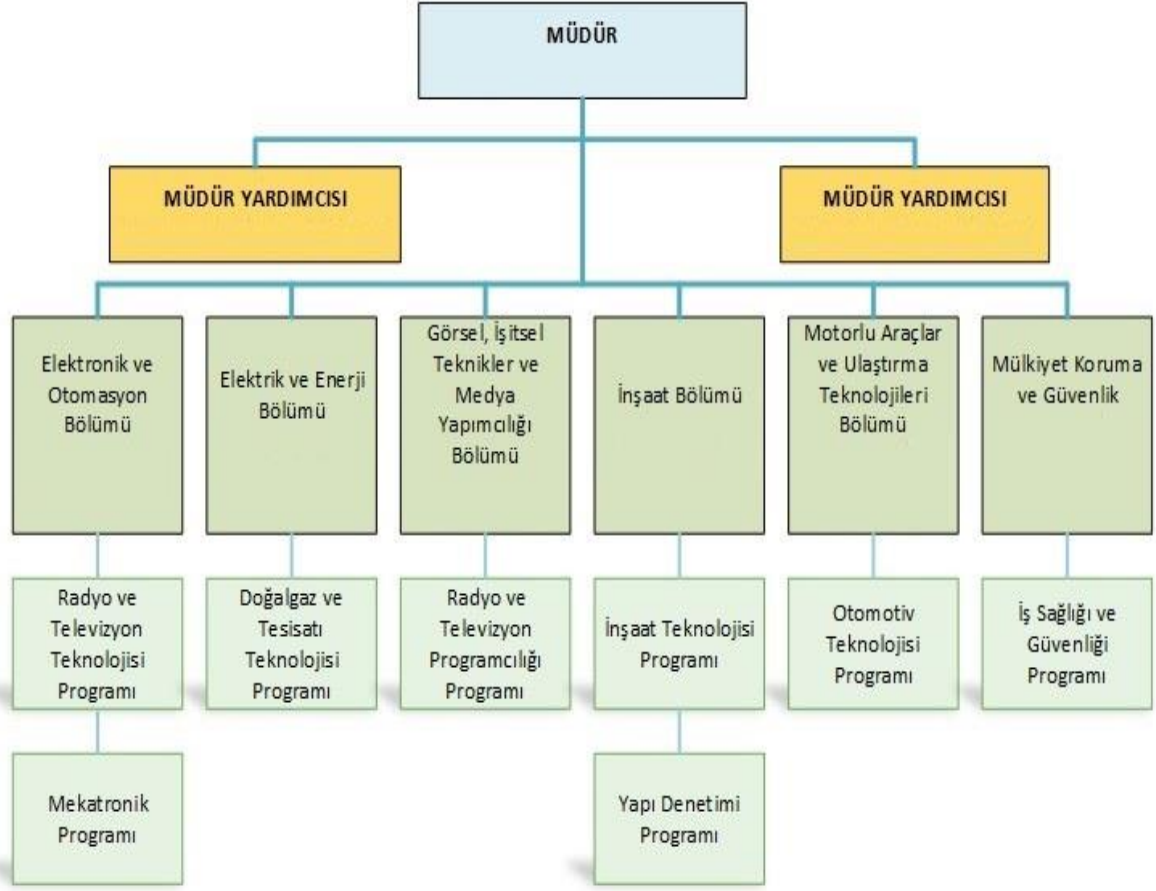 MÜDÜR
MÜDÜR YARDIMCISI
MÜDÜR YARDIMCISI
Elektronik ve
Otomasyon
Bölümü
Elektrik ve Enerji
Bölümü
Görsel, İşitsel
Teknikler ve
Medya
Yapımcılığı
Bölümü
İnşaat Bölümü
Motorlu Araçlar
ve Ulaştırma
Teknolojileri
Bölümü
Mülkiyet Koruma
ve Güvenlik
Radyo ve
Televizyon
Teknolojisi
Programı
Doğalgaz ve
Tesisatı
Teknolojisi
Programı
Radyo ve
Televizyon
Programcılığı
Programı
İnşaat Teknolojisi
Programı
Otomotiv
Teknolojisi
Programı
İş Sağlığı ve
Güvenliği
Programı
Mekatronik
Programı
Yapı Denetimi
Programı